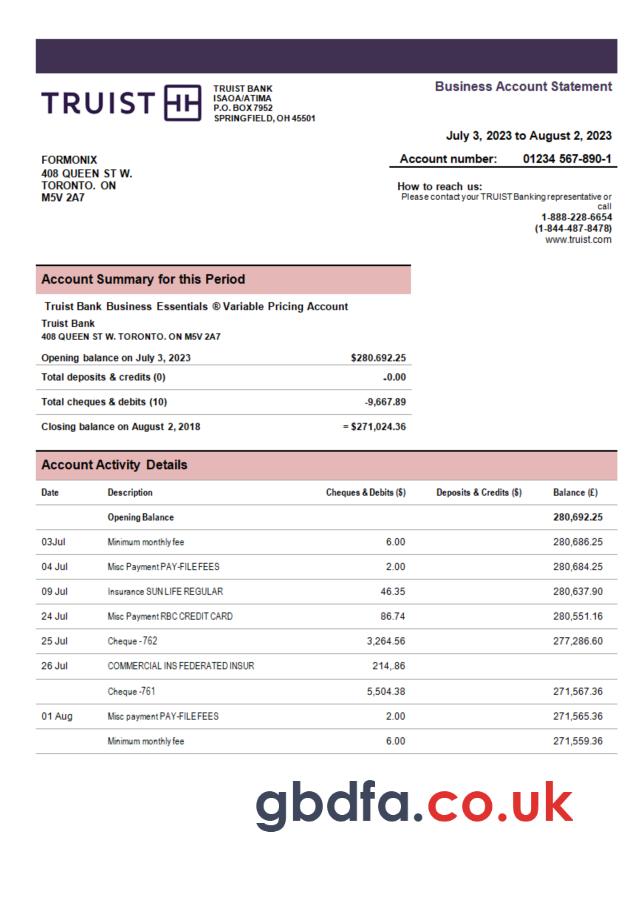 TRUIST
TRUIST BANK
ISAOA/ATIMA
P.O. BOX 7952
SPRINGFIELD, OH 45501
Business Account Statement
July 3, 2023 to August 2, 2023
Account number: 01234 567-890-1
FORMONIX
408 QUEEN ST W.
TORONTO. ON
M5V 2A7
How to reach us:
Please contact your TRUIST Banking representative or
call
1-888-228-6654
(1-844-487-8478)
www.truist.com
Account Summary for this Period
Truist Bank Business Essentials ® Variable Pricing Account
Truist Bank
408 QUEEN ST W. TORONTO. ON M5V 2A7
Opening balance on July 3, 2023 $280.692.25
Total deposits & credits (0) -0.00
Total cheques & debits (10) -9,667.89
Closing balance on August 2, 2018 = $271,024.36
Account Activity Details
Date Description Cheques & Debits ($) Deposits & Credits ($) Balance (£)
Opening Balance 280,692.25
03Jul Minimum monthly fee 6.00 280,686.25
04 Jul Misc Payment PAY-FILE FEES 2.00 280,684.25
09 Jul Insurance SUN LIFE REGULAR 46.35 280,637.90
24 Jul Misc Payment RBC CREDIT CARD 86.74 280,551.16
25 Jul Cheque -762 3,264.56 277,286.60
26 Jul COMMERCIAL INS FEDERATED INSUR 214,.86
Cheque -761 5,504.38 271,567.36
01 Aug Misc payment PAY-FILE FEES 2.00 271,565.36
Minimum monthly fee 6.00 271,559.36
gbdfa.co.uk